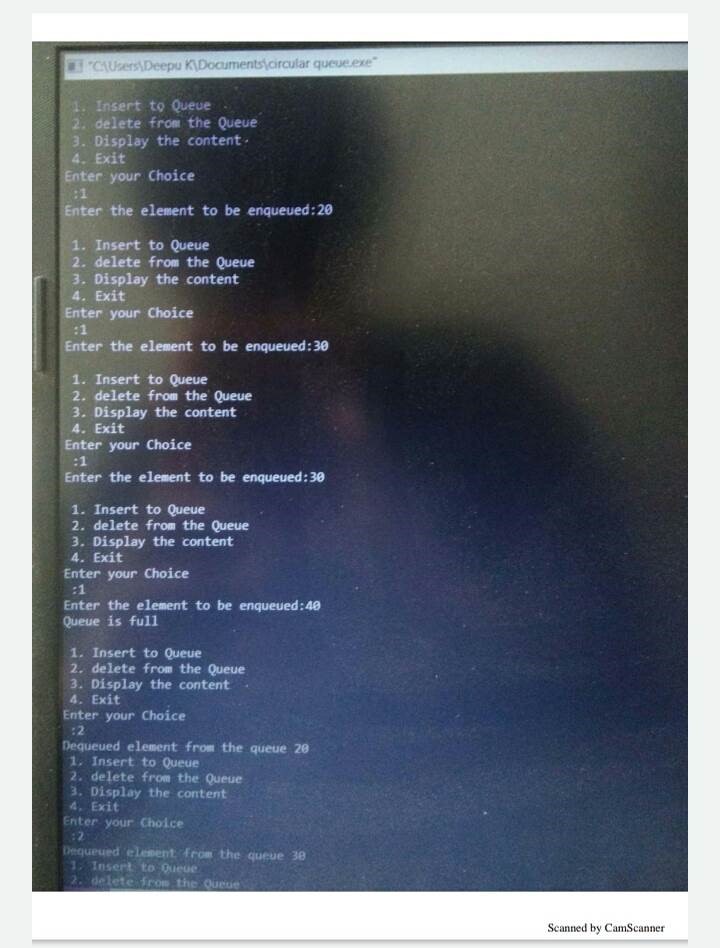 "C:\Users\Deepu K\Documents\circular queue.exe"
1. Insert to Queue
2. delete from the Queue
3. Display the content
4. Exit
Enter your Choice
:1
Enter the element to be enqueued:20
1. Insert to Queue
2. delete from the Queue
3. Display the content
4. Exit
Enter your Choice
:1
Enter the element to be enqueued:30
1. Insert to Queue
2. delete from the Queue
3. Display the content
4. Exit
Enter your Choice
:1
Enter the element to be enqueued:30
1. Insert to Queue
2. delete from the Queue
3. Display the content
4. Exit
Enter your Choice
:1
Enter the element to be enqueued:40
Queue is full
1. Insert to Queue
2. delete from the Queue
3. Display the content
4. Exit
Enter your Choice
:2
Dequeued element from the queue 20
1. Insert to Queue
2. delete from the Queue
3. Display the content
4. Exit
Enter your Choice
:2
Dequeued element from the queue 30
1. Insert to Queue
2. delete from the Queue
Scanned by CamScanner